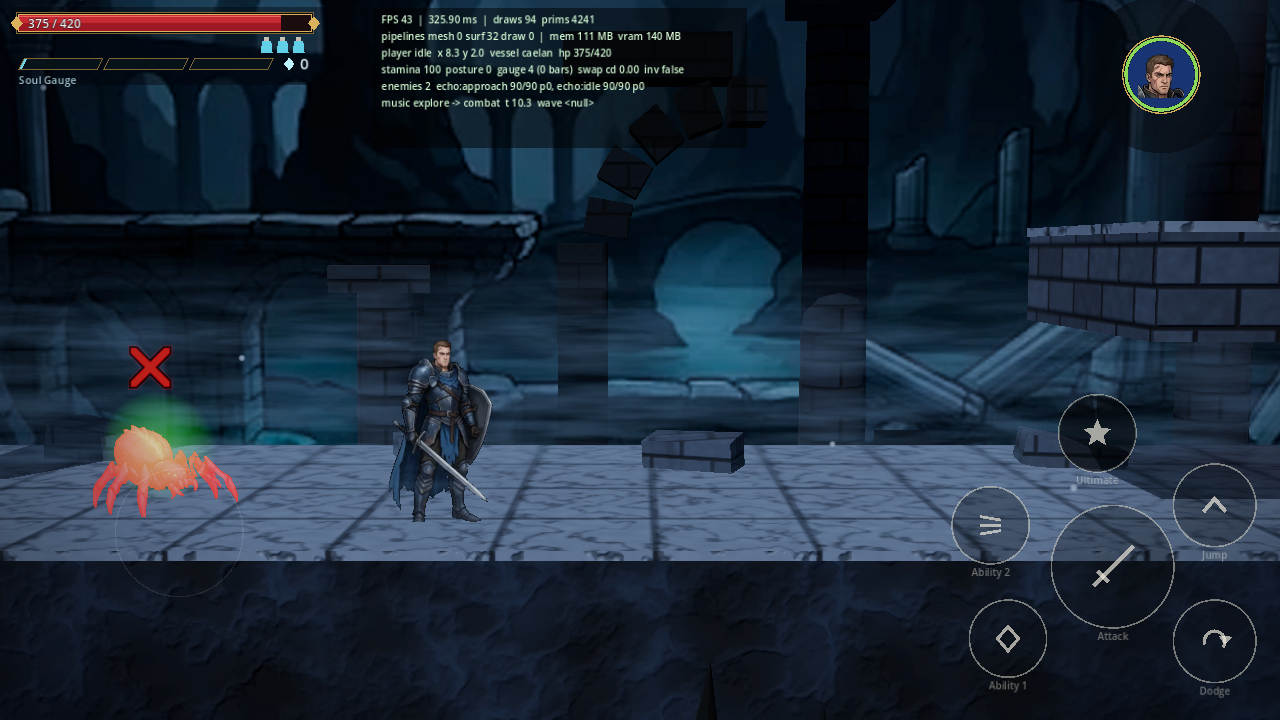 375 / 420
0
Soul Gauge
FPS 43 | 325.90 ms | draws 94 prims 4241
pipelines mesh 0 surf 32 draw 0 | mem 111 MB vram 140 MB
player idle x 8.3 y 2.0 vessel caelan hp 375/420
stamina 100 posture 0 gauge 4 (0 bars) swap cd 0.00 inv false
enemies 2 echo:approach 90/90 p0, echo:idle 90/90 p0
music explore -> combat t 10.3 wave <null>
Ultimate
Ability 2
Jump
Attack
Ability 1
Dodge